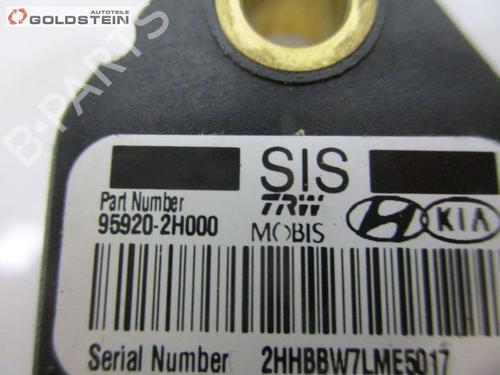 AUTOTEILE
GOLDSTEIN
B-PARTS
SIS
Part Number
TRW
95920-2H000
MOBIS
KIA
Serial Number 2HHBBW7LME5017